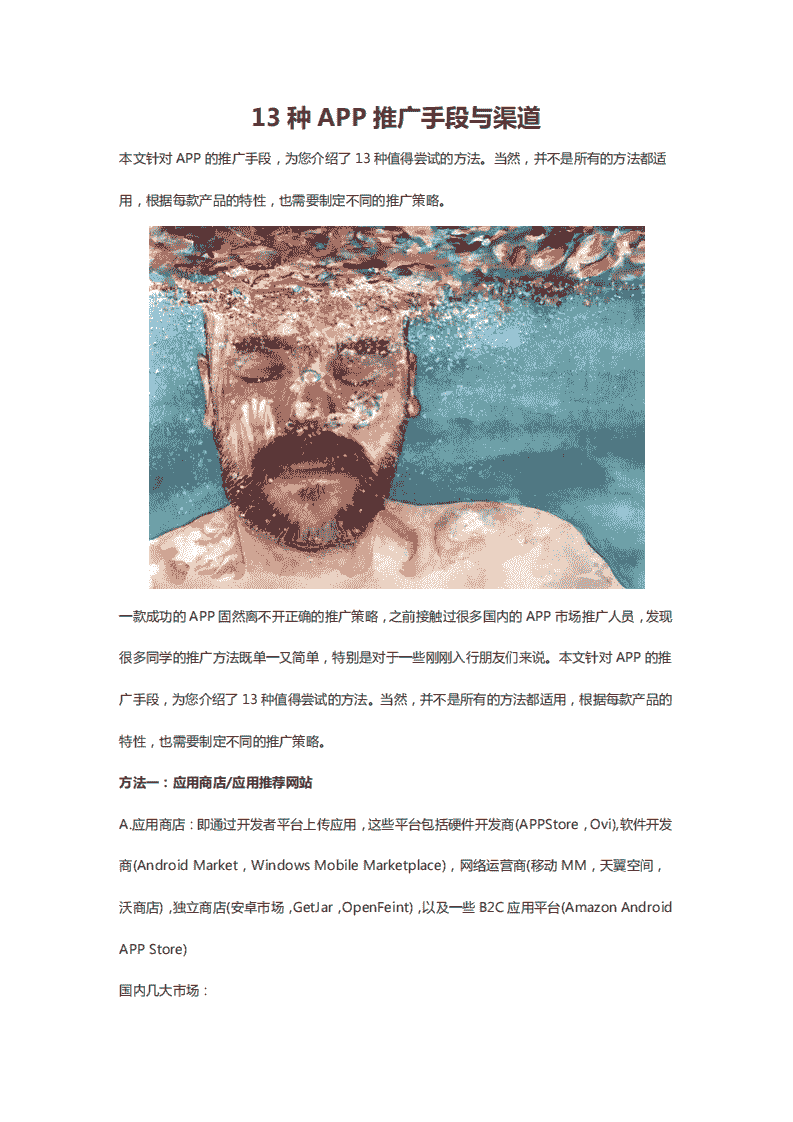 13 种 APP 推广手段与渠道
本文针对 APP 的推广手段，为您介绍了 13 种值得尝试的方法。当然，并不是所有的方法都适
用，根据每款产品的特性，也需要制定不同的推广策略。
一款成功的 APP 固然离不开正确的推广策略，之前接触过很多国内的 APP 市场推广人员，发现
很多同学的推广方法既单一又简单，特别是对于一些刚刚入行朋友们来说。本文针对 APP 的推
广手段，为您介绍了 13 种值得尝试的方法。当然，并不是所有的方法都适用，根据每款产品的
特性，也需要制定不同的推广策略。
方法一：应用商店/应用推荐网站
A.应用商店：即通过开发者平台上传应用，这些平台包括硬件开发商(APPStore，Ovi),软件开发
商(Android Market，Windows Mobile Marketplace)，网络运营商(移动 MM，天翼空间，
沃商店)，独立商店(安卓市场，GetJar，OpenFeint)，以及一些 B2C 应用平台(Amazon Android
APP Store)
国内几大市场：